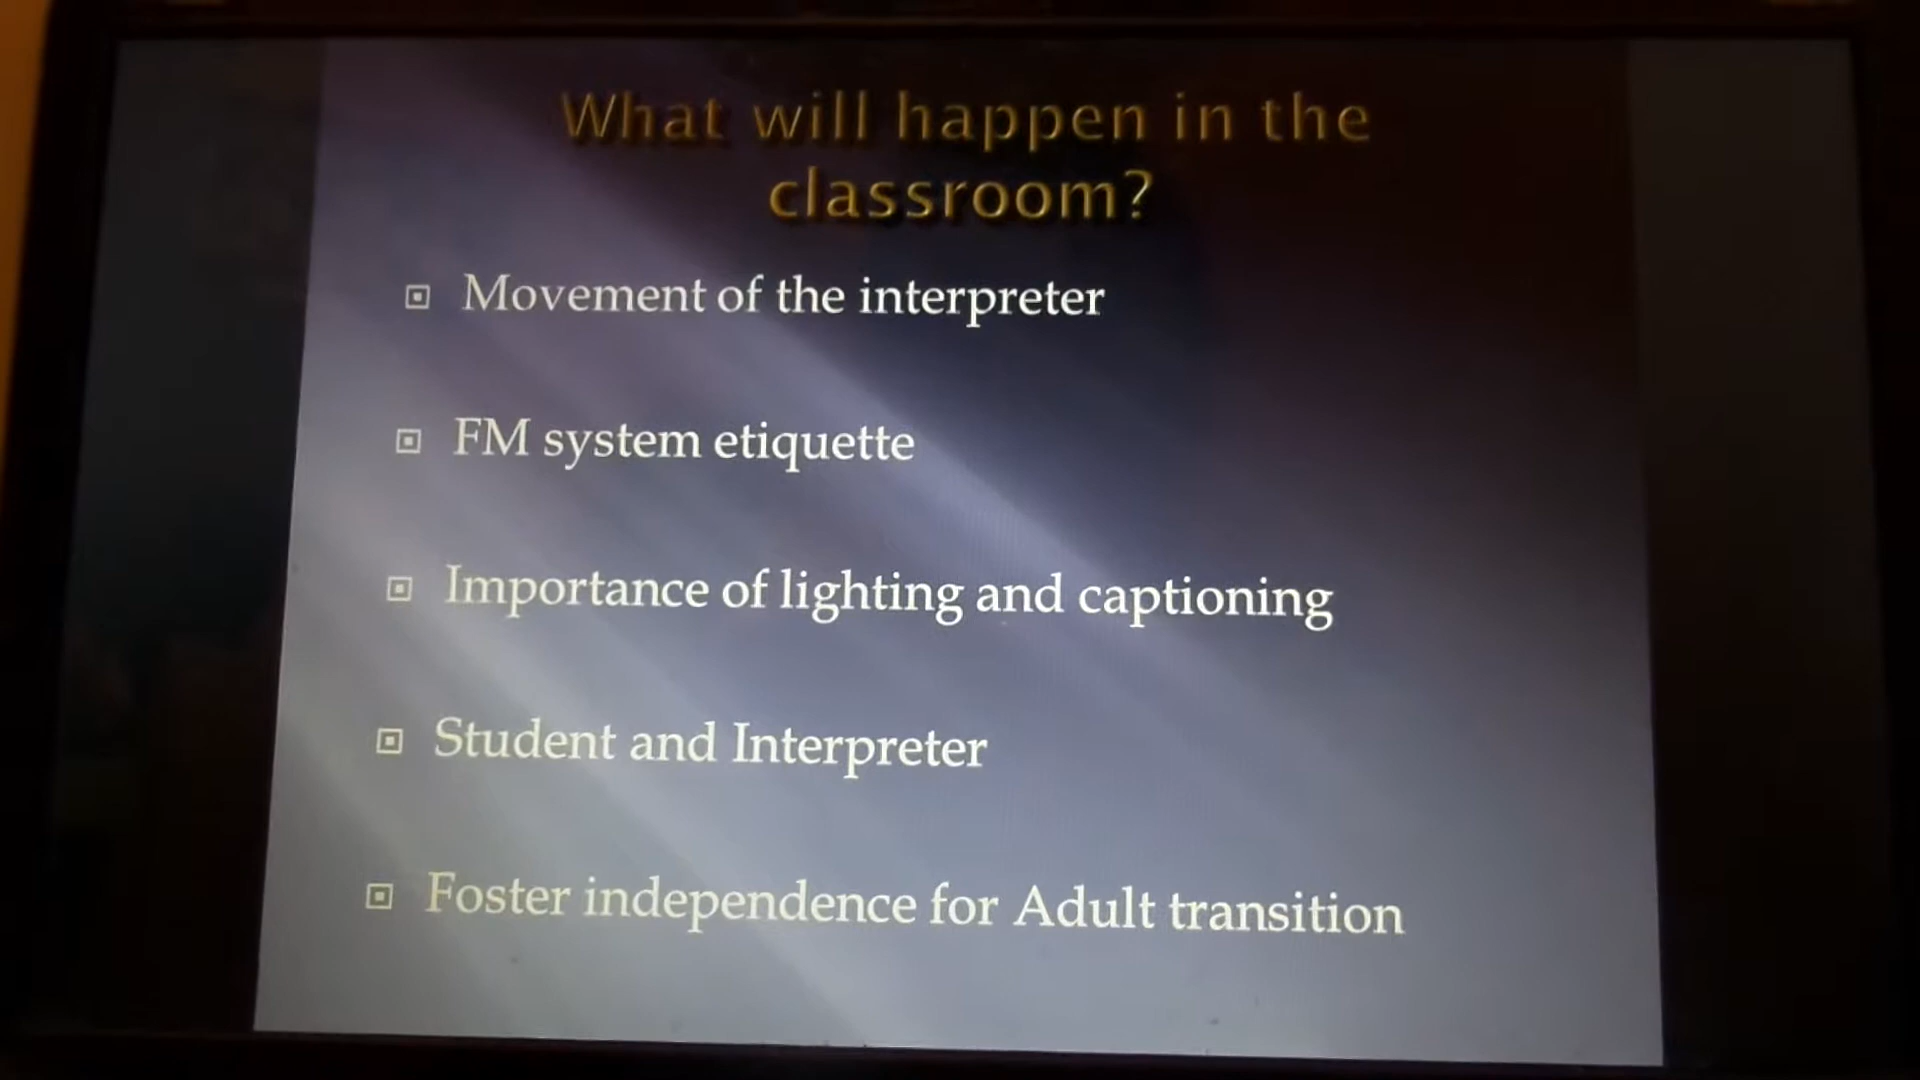 What will happen in the
classroom?
Movement of the interpreter
FM system etiquette
Importance of lighting and captioning
Student and Interpreter
Foster independence for Adult transition